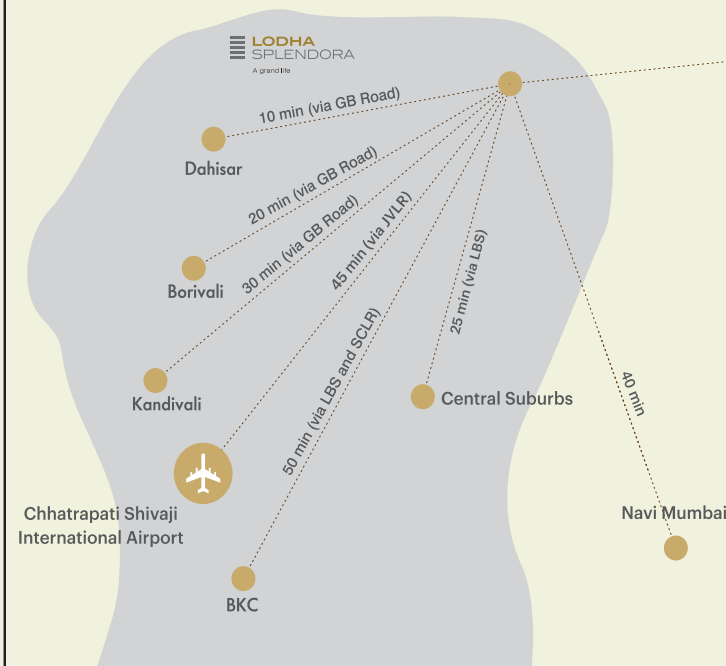 LODHA
SPLENDORA
A grand life
10 min (via GB Road)
Dahisar
20 min (via GB Road)
Borivali
30 min (via GB Road)
Kandivali
45 min (via JVLR)
Chhatrapati Shivaji
International Airport
50 min (via LBS and SCLR)
BKC
25 min (via LBS)
Central Suburbs
40 min
Navi Mumbai